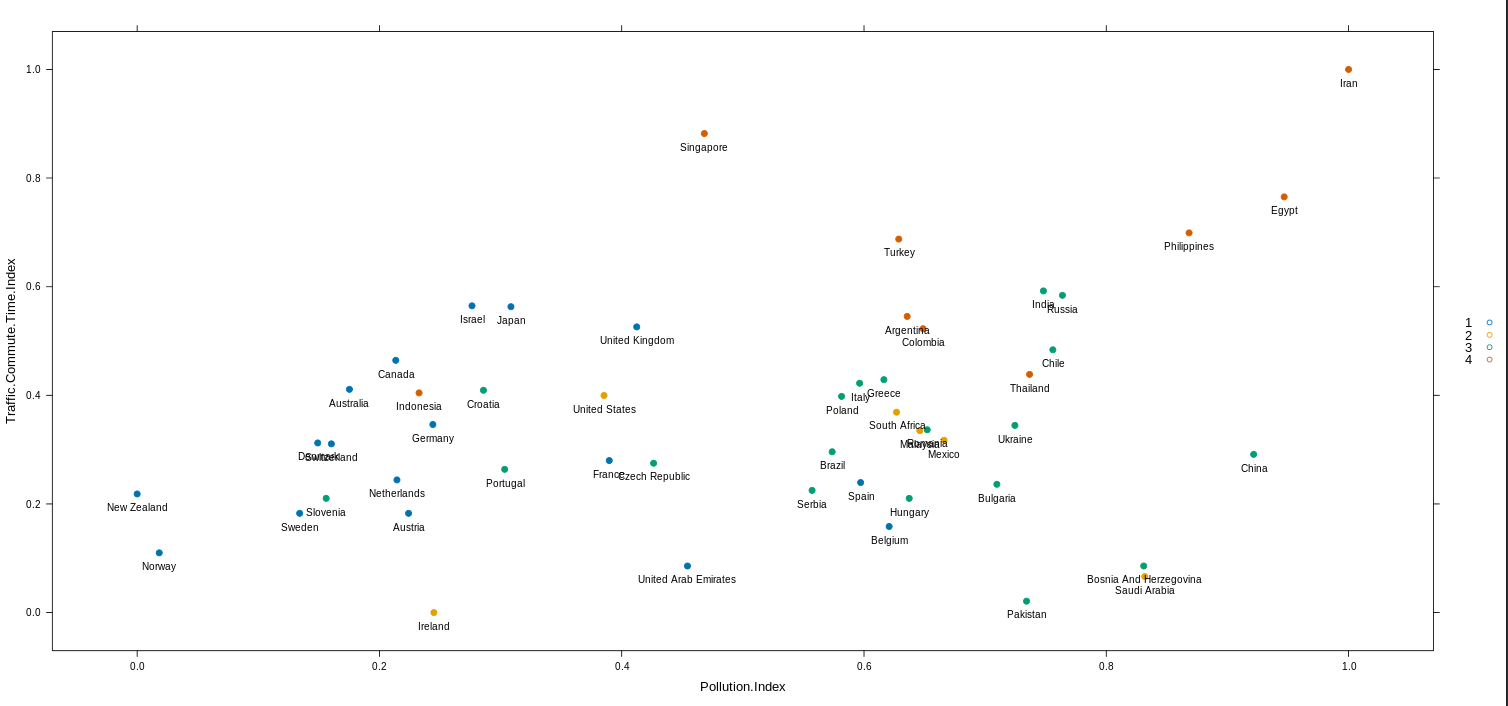 1.0
Iran
Singapore
0.8
Egypt
Philippines
Turkey
0.6
India
Russia
Israel
Japan
Argentina
United Kingdom
Colombia
Chile
Canada
Thailand
0.4
Greece
Italy
Australia
Indonesia
Croatia
United States
Poland
South Africa
Germany
Ukraine
Malaysia
Romania
Mexico
Denmark
Switzerland
Brazil
China
France
Czech Republic
Portugal
Netherlands
Spain
Bulgaria
0.2
New Zealand
Serbia
Slovenia
Hungary
Sweden
Austria
Belgium
Norway
United Arab Emirates
Bosnia And Herzegovina
Saudi Arabia
0.0
Pakistan
Ireland
0.0
0.2
0.4
0.6
0.8
1.0
Pollution.Index
Traffic.Commute.Time.Index
1
2
3
4